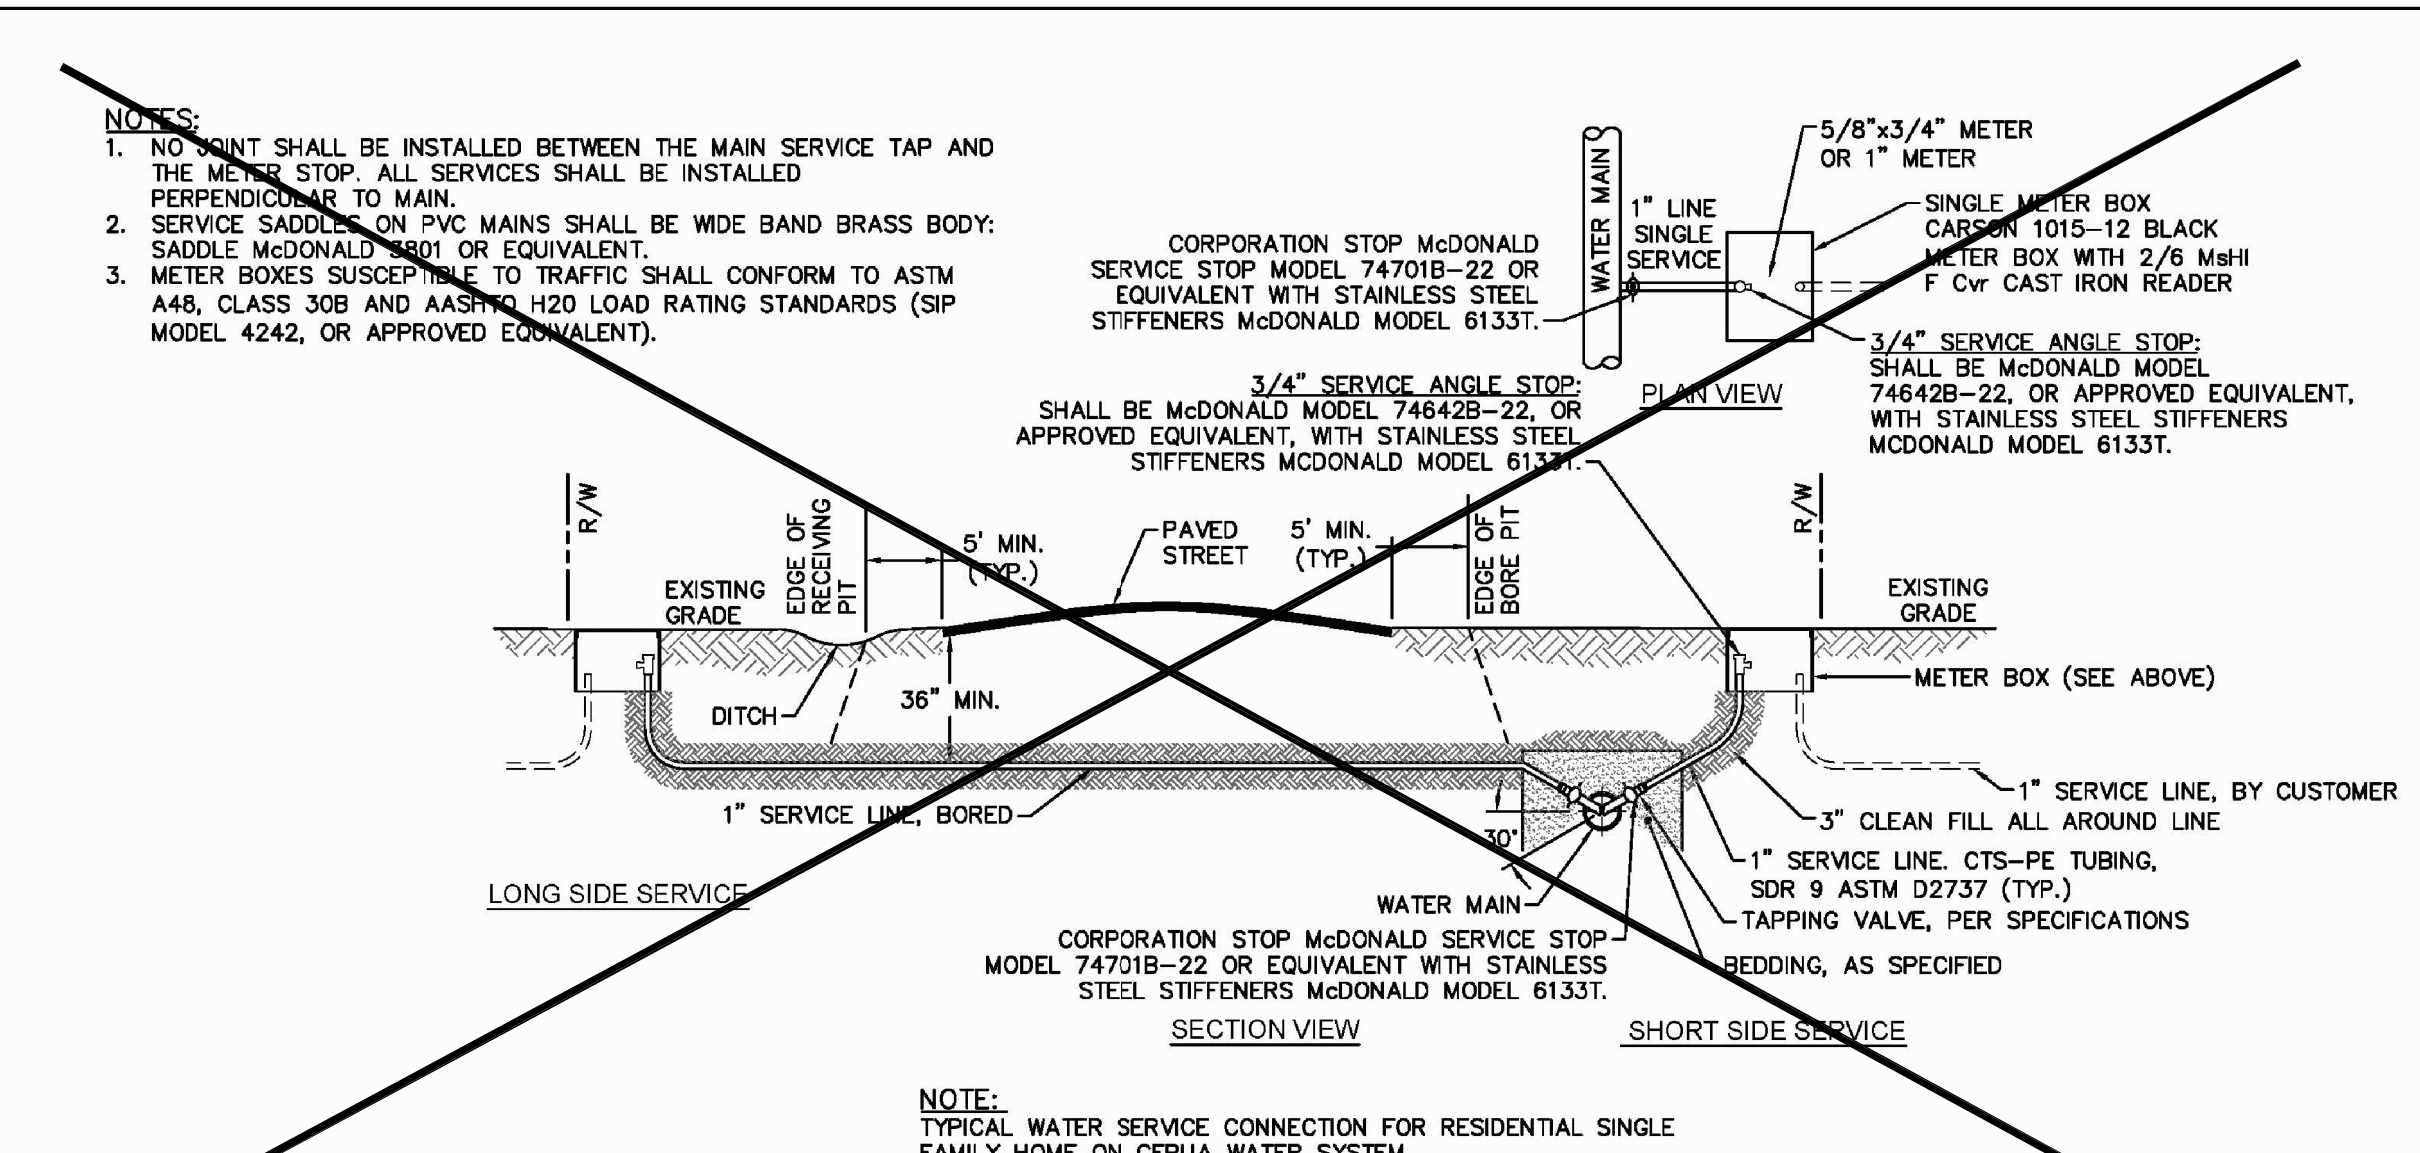 NOTES:
1. NO JOINT SHALL BE INSTALLED BETWEEN THE MAIN SERVICE TAP AND
THE METER STOP. ALL SERVICES SHALL BE INSTALLED
PERPENDICULAR TO MAIN.
2. SERVICE SADDLES ON PVC MAINS SHALL BE WIDE BAND BRASS BODY:
SADDLE McDONALD 3801 OR EQUIVALENT.
3. METER BOXES SUSCEPTIBLE TO TRAFFIC SHALL CONFORM TO ASTM
A48, CLASS 30B AND AASHTO H20 LOAD RATING STANDARDS (SIP
MODEL 4242, OR APPROVED EQUIVALENT).
CORPORATION STOP McDONALD
SERVICE STOP MODEL 74701B-22 OR
EQUIVALENT WITH STAINLESS STEEL
STIFFENERS McDONALD MODEL 6133T.
WATER MAIN
1" LINE
SINGLE
SERVICE
5/8"x3/4" METER
OR 1" METER
SINGLE METER BOX
CARSON 1015-12 BLACK
METER BOX WITH 2/6 MsHI
F Cvr CAST IRON READER
3/4" SERVICE ANGLE STOP:
SHALL BE McDONALD MODEL
74642B-22, OR APPROVED EQUIVALENT,
WITH STAINLESS STEEL STIFFENERS
MCDONALD MODEL 6133T.
PLAN VIEW
3/4" SERVICE ANGLE STOP:
SHALL BE McDONALD MODEL 74642B-22, OR
APPROVED EQUIVALENT, WITH STAINLESS STEEL
STIFFENERS MCDONALD MODEL 6133T.
R/W
EXISTING
GRADE
EDGE OF
RECEIVING
PIT
5' MIN.
(TYP.)
PAVED
STREET
5' MIN.
(TYP.)
EDGE OF
BORE PIT
R/W
EXISTING
GRADE
DITCH
36" MIN.
METER BOX (SEE ABOVE)
1" SERVICE LINE, BORED
30°
1" SERVICE LINE, BY CUSTOMER
3" CLEAN FILL ALL AROUND LINE
1" SERVICE LINE. CTS-PE TUBING,
SDR 9 ASTM D2737 (TYP.)
TAPPING VALVE, PER SPECIFICATIONS
BEDDING, AS SPECIFIED
LONG SIDE SERVICE
WATER MAIN
CORPORATION STOP McDONALD SERVICE STOP
MODEL 74701B-22 OR EQUIVALENT WITH STAINLESS
STEEL STIFFENERS McDONALD MODEL 6133T.
SECTION VIEW
SHORT SIDE SERVICE
NOTE:
TYPICAL WATER SERVICE CONNECTION FOR RESIDENTIAL SINGLE
FAMILY HOME ON CEPUA WATER SYSTEM